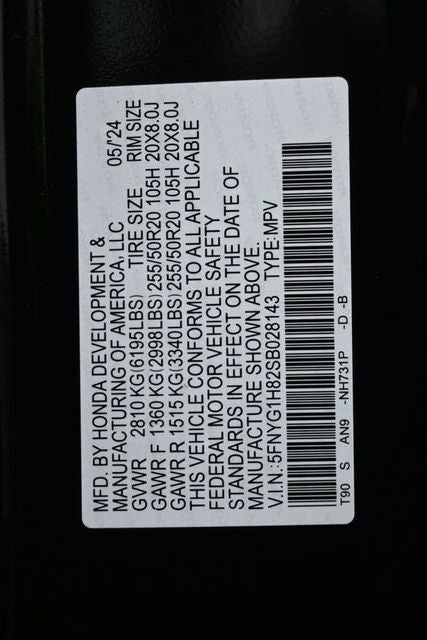 MFD. BY HONDA DEVELOPMENT &
MANUFACTURING OF AMERICA, LLC 05/'24
GVWR 2810 KG(6195LBS) TIRE SIZE RIM SIZE
GAWR F 1360 KG(2998LBS) 255/50R20 105H 20X8.0J
GAWR R 1515 KG(3340LBS) 255/50R20 105H 20X8.0J
THIS VEHICLE CONFORMS TO ALL APPLICABLE
FEDERAL MOTOR VEHICLE SAFETY
STANDARDS IN EFFECT ON THE DATE OF
MANUFACTURE SHOWN ABOVE.
V.I.N.:5FNYG1H82SB028143 TYPE:MPV
T90 S AN9 -NH731P -D -B